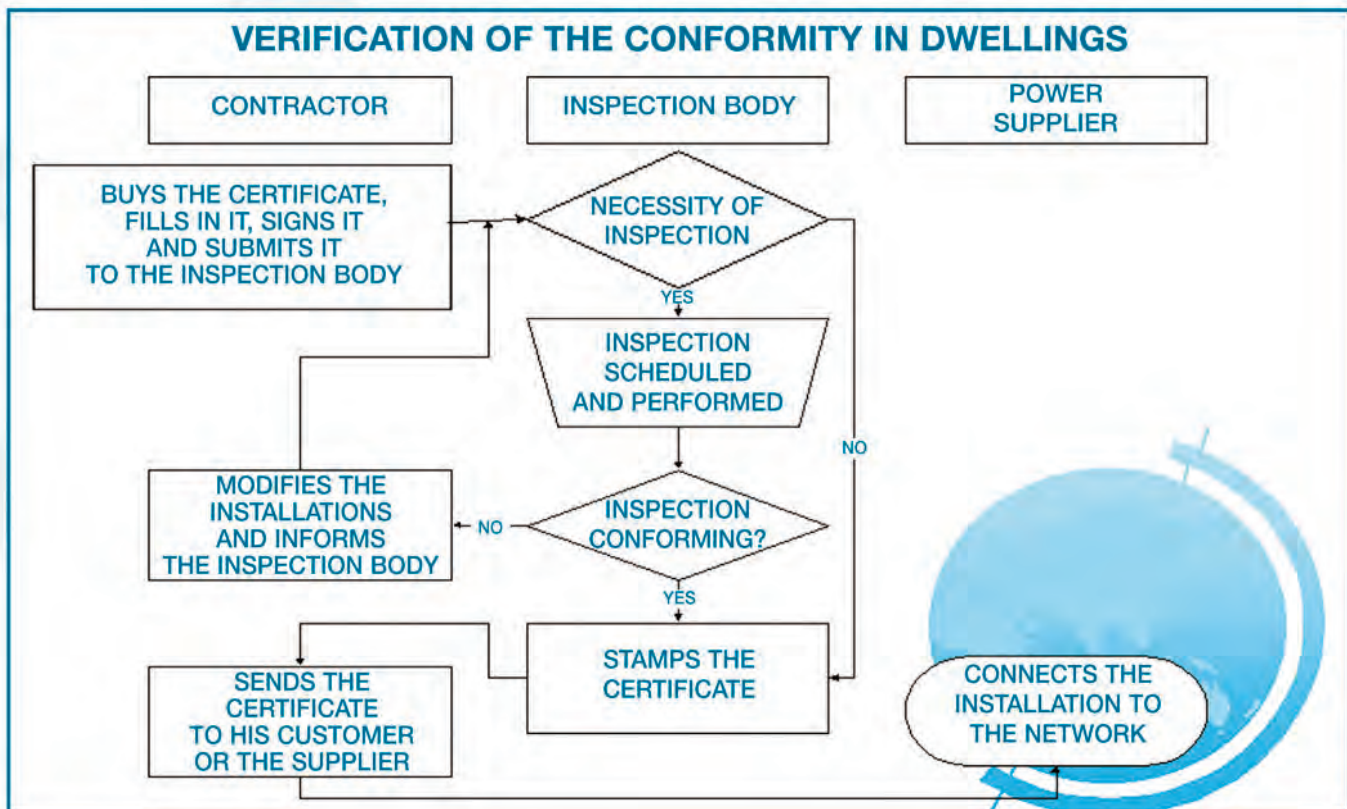 VERIFICATION OF THE CONFORMITY IN DWELLINGS
CONTRACTOR
INSPECTION BODY
POWER
SUPPLIER
BUYS THE CERTIFICATE,
FILLS IN IT, SIGNS IT
AND SUBMITS IT
TO THE INSPECTION BODY
NECESSITY OF
INSPECTION
YES
INSPECTION
SCHEDULED
AND PERFORMED
NO
MODIFIES THE
INSTALLATIONS
AND INFORMS
THE INSPECTION BODY
NO
INSPECTION
CONFORMING?
YES
STAMPS THE
CERTIFICATE
SENDS THE
CERTIFICATE
TO HIS CUSTOMER
OR THE SUPPLIER
CONNECTS THE
INSTALLATION TO
THE NETWORK